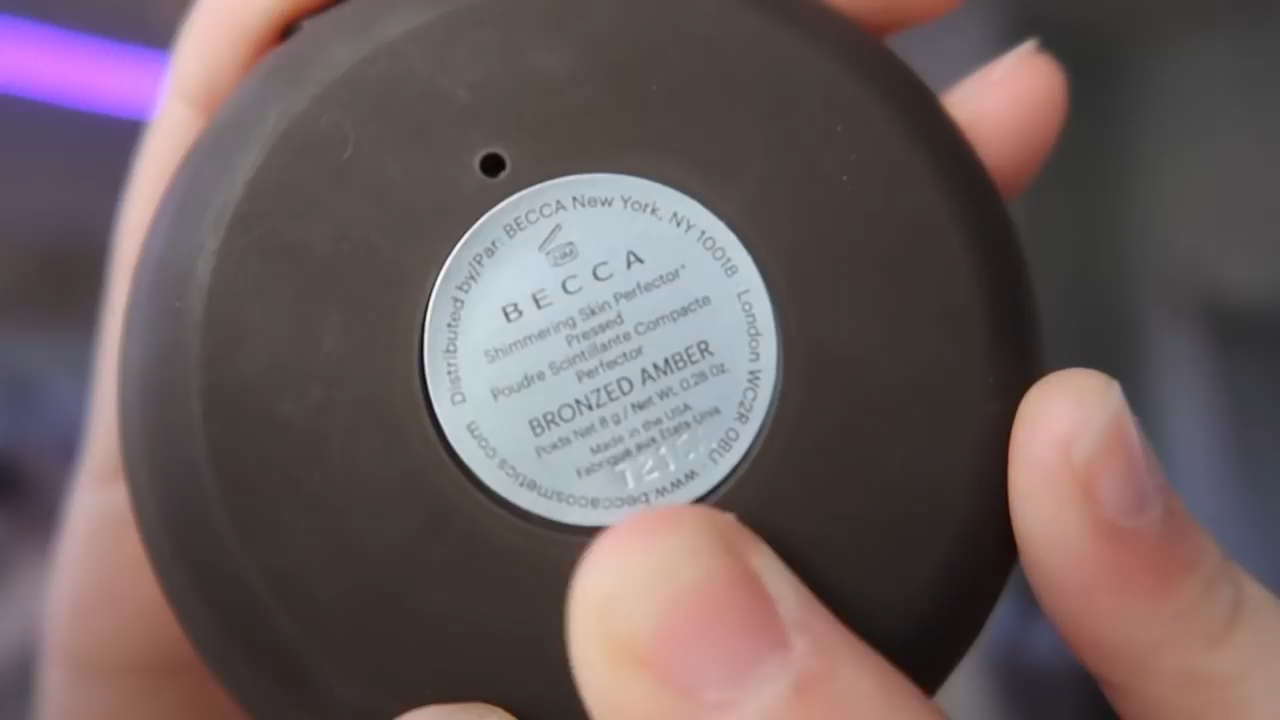 Distributed by/Par: BECCA New York, NY 10018 · London WC2R 0BU · www.beccacosmetics.com
BECCA
Shimmering Skin Perfector®
Pressed
Poudre Scintillante Compacte
Perfector
BRONZED AMBER
Poids Net 8 g / Net Wt. 0.28 Oz.
Made in the USA
Fabriqué aux États-Unis